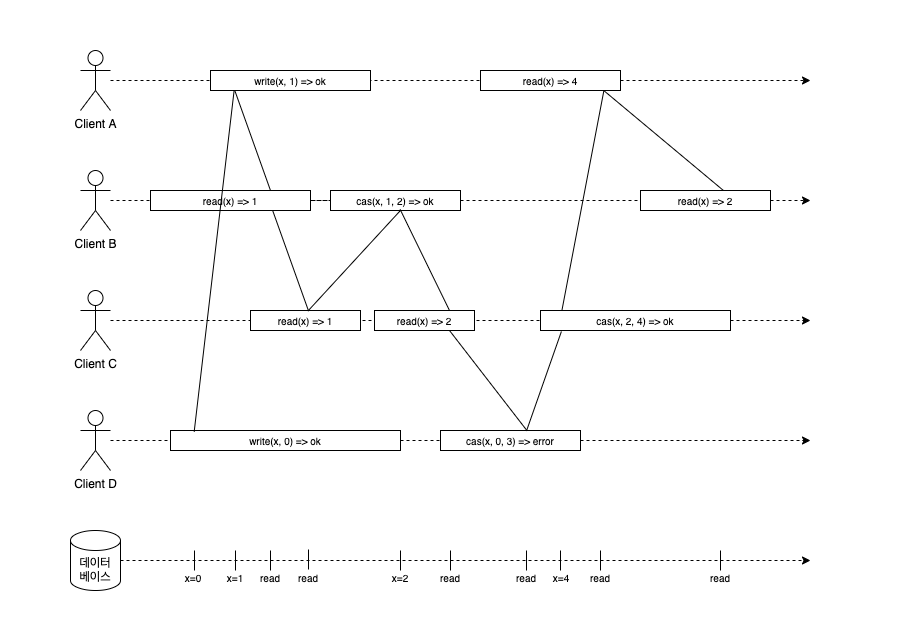 write(x, 1) => ok
read(x) => 4
Client A
read(x) => 1
cas(x, 1, 2) => ok
read(x) => 2
Client B
read(x) => 1
read(x) => 2
cas(x, 2, 4) => ok
Client C
write(x, 0) => ok
cas(x, 0, 3) => error
Client D
데이터
베이스
x=0
x=1
read
read
x=2
read
read
x=4
read
read